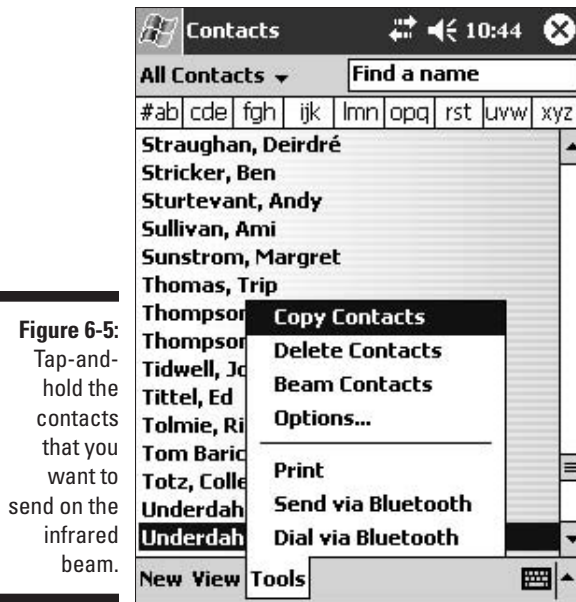 Contacts 10:44
All Contacts Find a name
#ab cde fgh ijk lmn opq rst uvw xyz
Straughan, Deirdré
Stricker, Ben
Sturtevant, Andy
Sullivan, Ami
Sunstrom, Margret
Thomas, Trip
Thompson
Thompson
Tidwell, Jo
Tittel, Ed
Tolmie, Ri
Tom Baric
Totz, Colle
Underdah
Underdah
Copy Contacts
Delete Contacts
Beam Contacts
Options...
Print
Send via Bluetooth
Dial via Bluetooth
New View Tools
Figure 6-5:
Tap-and-
hold the
contacts
that you
want to
send on the
infrared
beam.